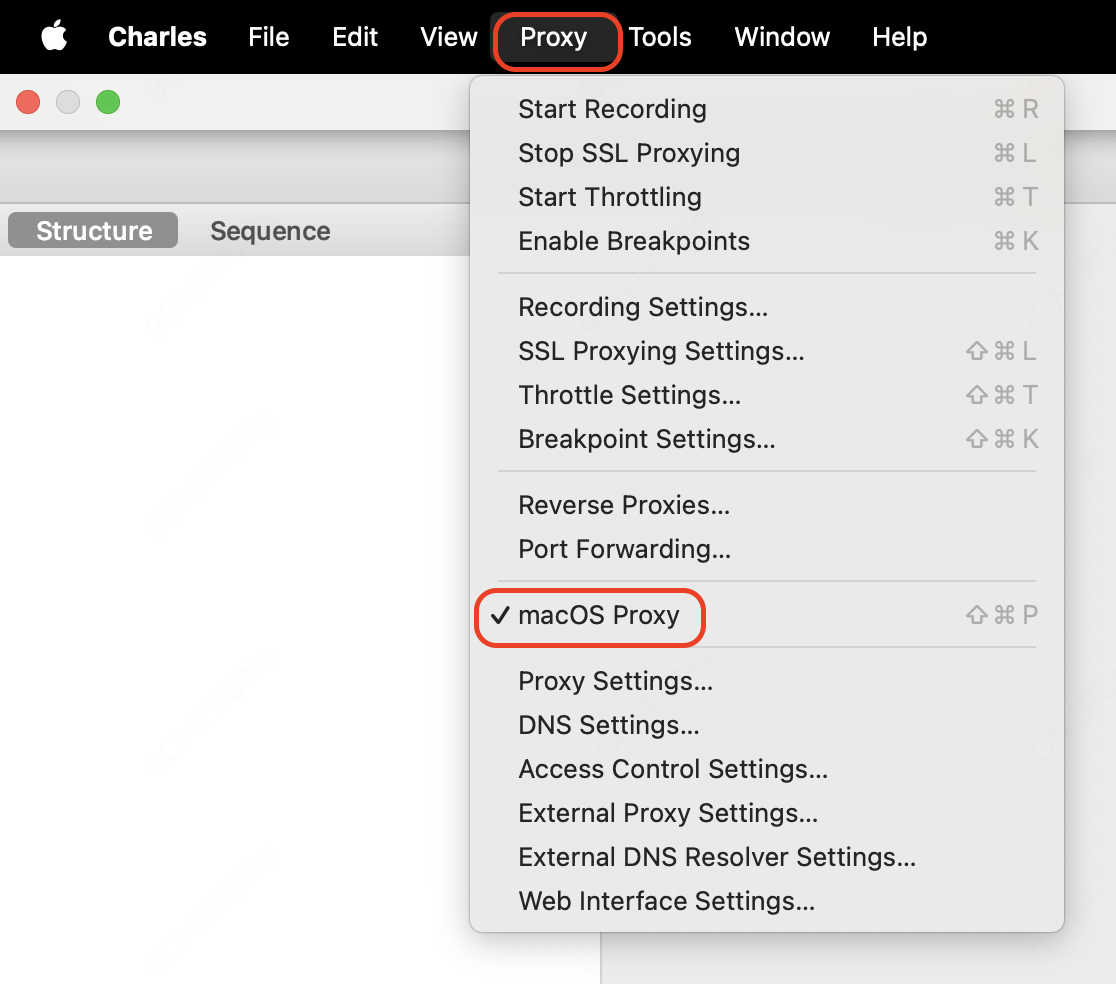 Charles File Edit View Proxy Tools Window Help
Structure Sequence
Start Recording ⌘ R
Stop SSL Proxying ⌘ L
Start Throttling ⌘ T
Enable Breakpoints ⌘ K
Recording Settings...
SSL Proxying Settings... ⇧ ⌘ L
Throttle Settings... ⇧ ⌘ T
Breakpoint Settings... ⇧ ⌘ K
Reverse Proxies...
Port Forwarding...
✓ macOS Proxy ⇧ ⌘ P
Proxy Settings...
DNS Settings...
Access Control Settings...
External Proxy Settings...
External DNS Resolver Settings...
Web Interface Settings...